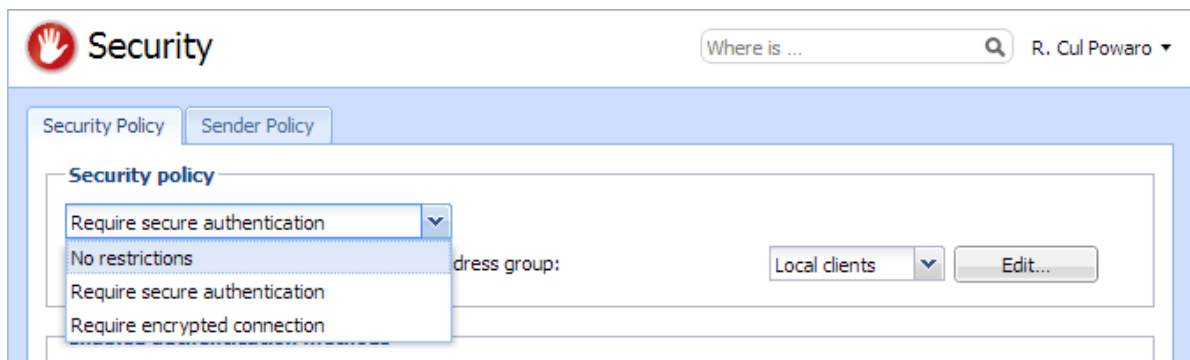 Security
Where is ...
R. Cul Powaro
Security Policy
Sender Policy
Security policy
Require secure authentication
No restrictions
dress group:
Local clients
Edit...
Require secure authentication
Require encrypted connection